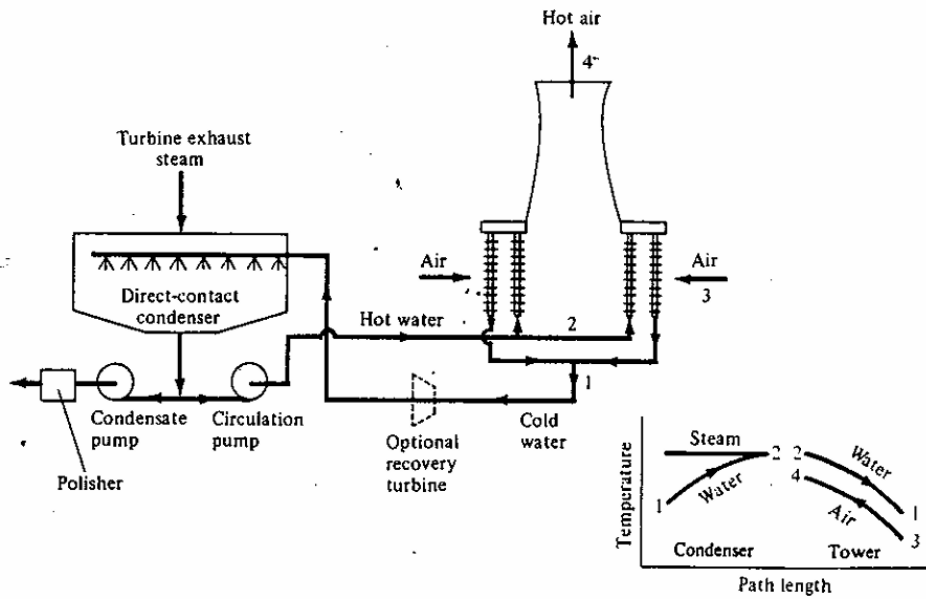 Hot air
4
Turbine exhaust
steam
Air
Air
3
Direct-contact
condenser
Hot water
2
1
Condensate
pump
Circulation
pump
Cold
water
Optional
recovery
turbine
Polisher
Temperature
Steam
2
2
Water
1
Water
4
Air
1
3
Condenser
Tower
Path length